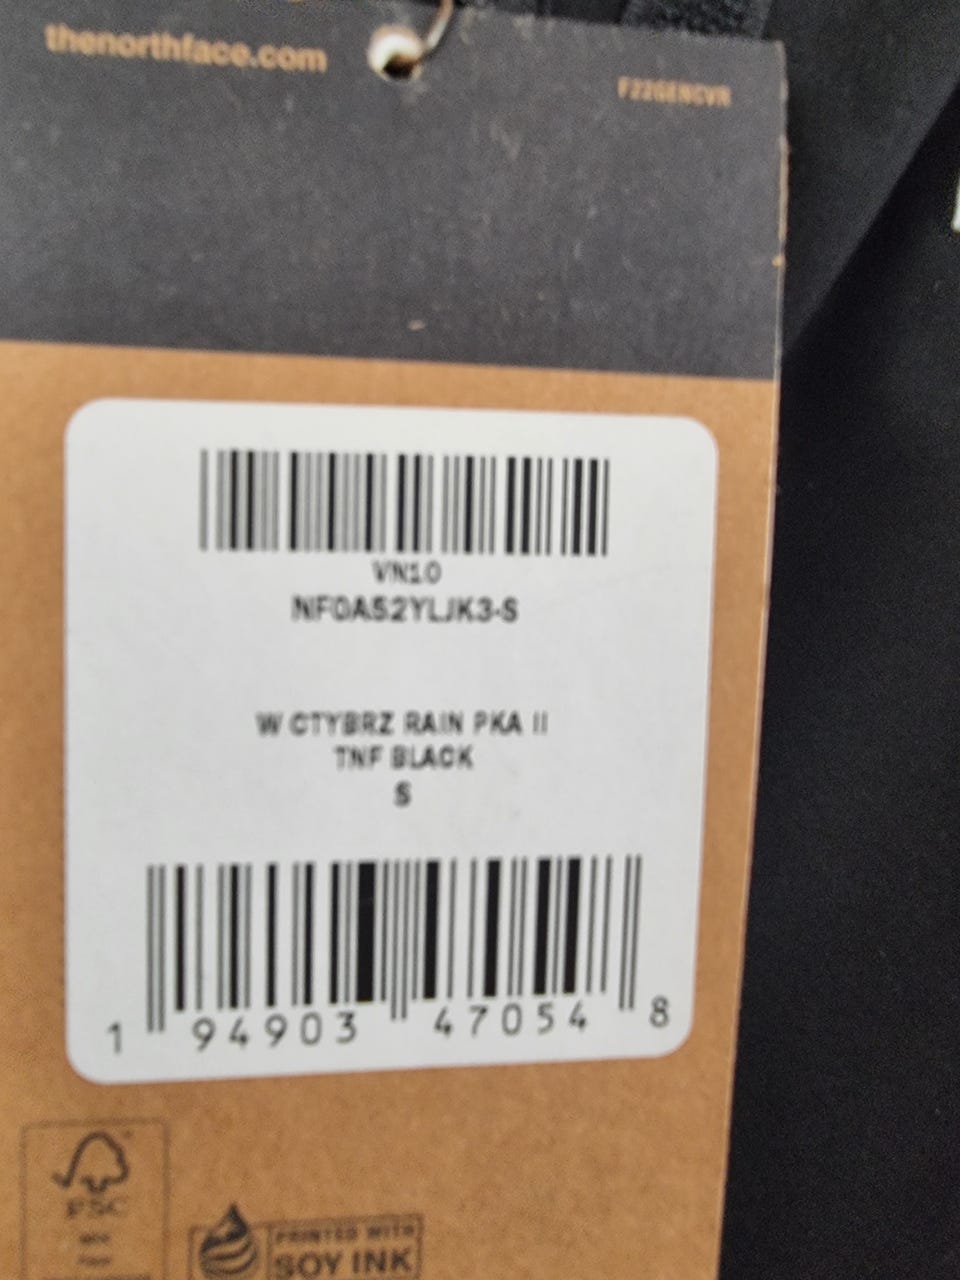 thenorthface.com
F22GENCVR
VN10
NF0A52YLJK3-S
W CTYBRZ RAIN PKA II
TNF BLACK
S
1 94903 47054 8
FSC
PRINTED WITH
SOY INK